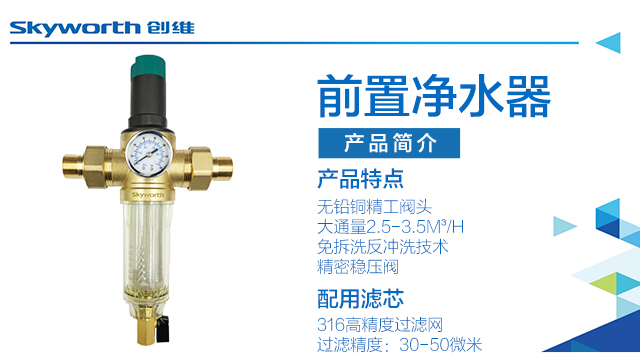 Skyworth 创维
前置净水器
产品简介
产品特点
无铅铜精工阀头
大通量2.5-3.5M³/H
免拆洗反冲洗技术
精密稳压阀
Skyworth
配用滤芯
316高精度过滤网
过滤精度：30-50微米